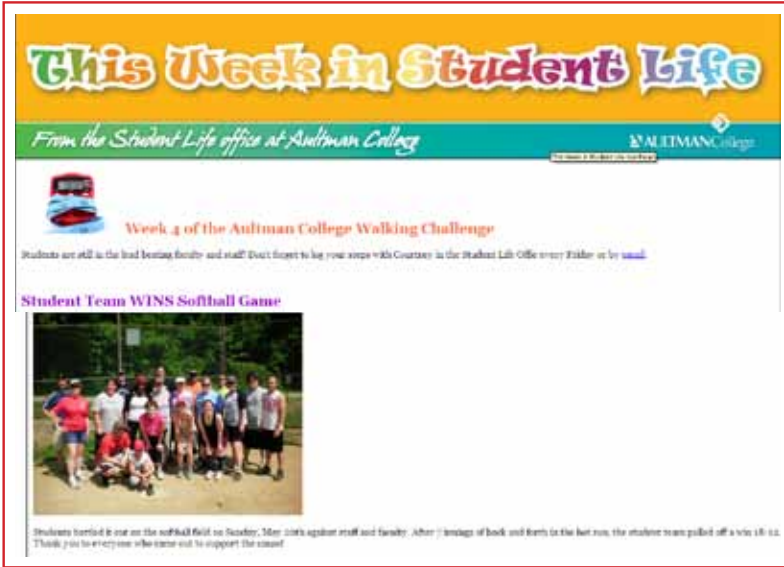 This Week in Student Life
From the Student Life office at Aultman College
AULTMANCollege
Week 4 of the Aultman College Walking Challenge
Students are still in the lead beating faculty and staff! Don't forget to log your steps with Courtney in the Student Life Offie every Friday or by email.
Student Team WINS Softball Game
Students battled it out on the softball field on Sunday, May 20th against staff and faculty. After 7 innings of back and forth in the hot sun, the student team pulled off a win
Thank you to everyone who came out to support the cause!